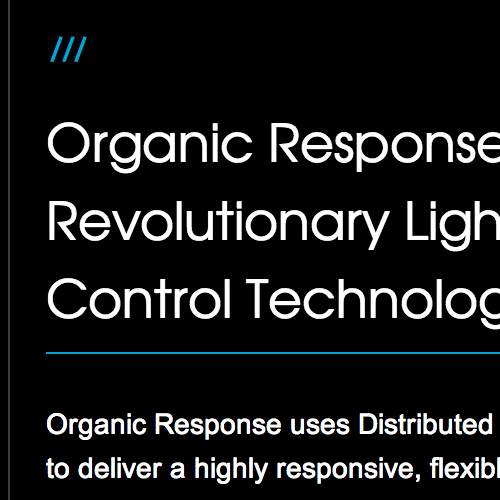 ///
Organic Response
Revolutionary Ligh
Control Technolog
Organic Response uses Distributed
to deliver a highly responsive, flexibl